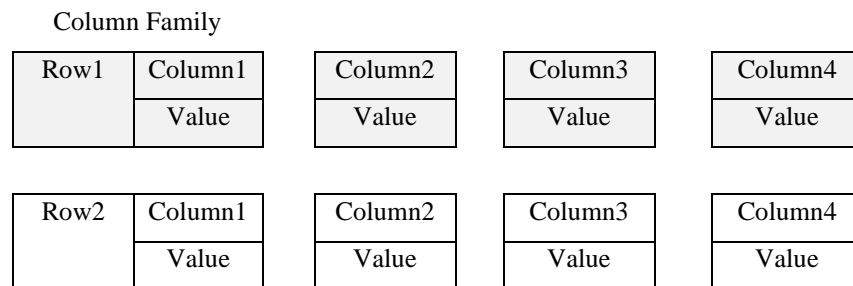 Column Family
Row1 Column1 Column2 Column3 Column4
Value Value Value Value
Row2 Column1 Column2 Column3 Column4
Value Value Value Value